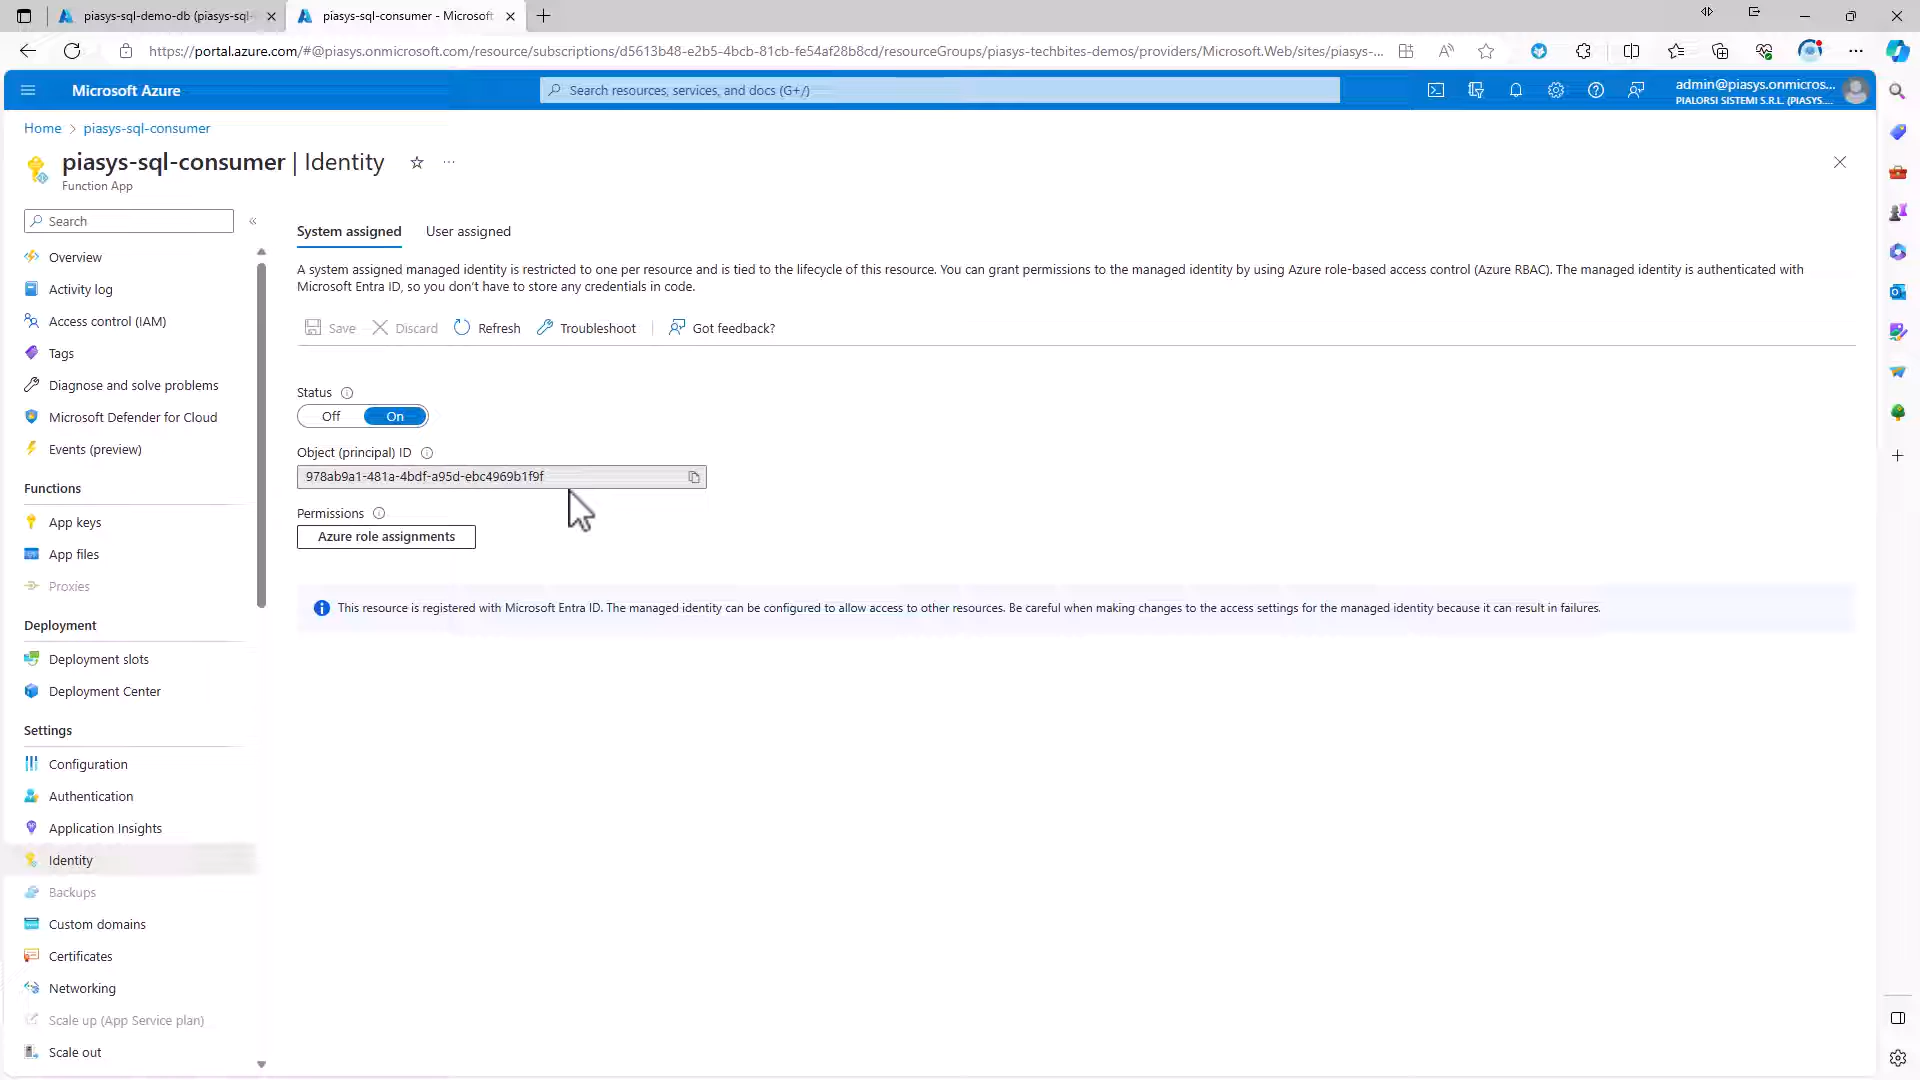 piasys-sql-demo-db (piasys-sql-
piasys-sql-consumer - Microsoft
https://portal.azure.com/#@piasys.onmicrosoft.com/resource/subscriptions/d5613b48-e2b5-4bcb-81cb-fe54af28b8cd/resourceGroups/piasys-techbites-demos/providers/Microsoft.Web/sites/piasys-...
Microsoft Azure
Search resources, services, and docs (G+/)
admin@piasys.onmicros...
PIALORSI SISTEMI S.R.L. (PIASYS....
Home > piasys-sql-consumer
piasys-sql-consumer | Identity
Function App
Search
Overview
Activity log
Access control (IAM)
Tags
Diagnose and solve problems
Microsoft Defender for Cloud
Events (preview)
Functions
App keys
App files
Proxies
Deployment
Deployment slots
Deployment Center
Settings
Configuration
Authentication
Application Insights
Identity
Backups
Custom domains
Certificates
Networking
Scale up (App Service plan)
Scale out
System assigned
User assigned
A system assigned managed identity is restricted to one per resource and is tied to the lifecycle of this resource. You can grant permissions to the managed identity by using Azure role-based access control (Azure RBAC). The managed identity is authenticated with
Microsoft Entra ID, so you don't have to store any credentials in code.
Save
Discard
Refresh
Troubleshoot
Got feedback?
Status
Off
On
Object (principal) ID
978ab9a1-481a-4bdf-a95d-ebc4969b1f9f
Permissions
Azure role assignments
This resource is registered with Microsoft Entra ID. The managed identity can be configured to allow access to other resources. Be careful when making changes to the access settings for the managed identity because it can result in failures.